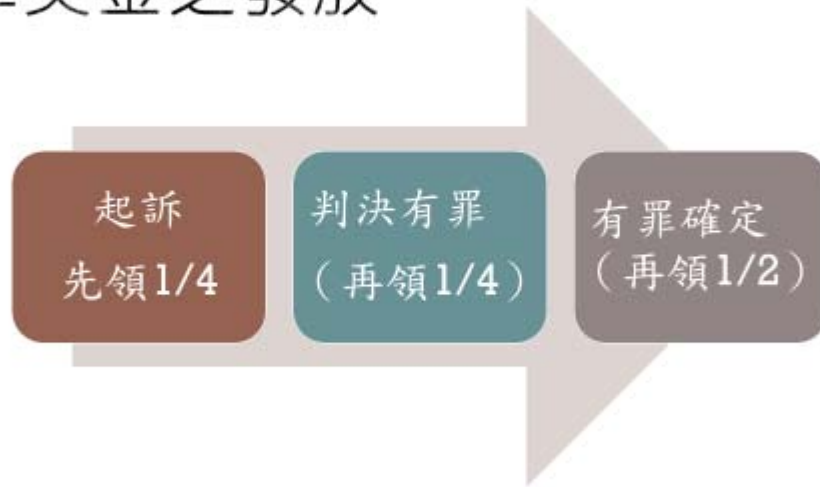 獎金之發放
起訴
先領1/4
判決有罪
（再領1/4）
有罪確定
（再領1/2）